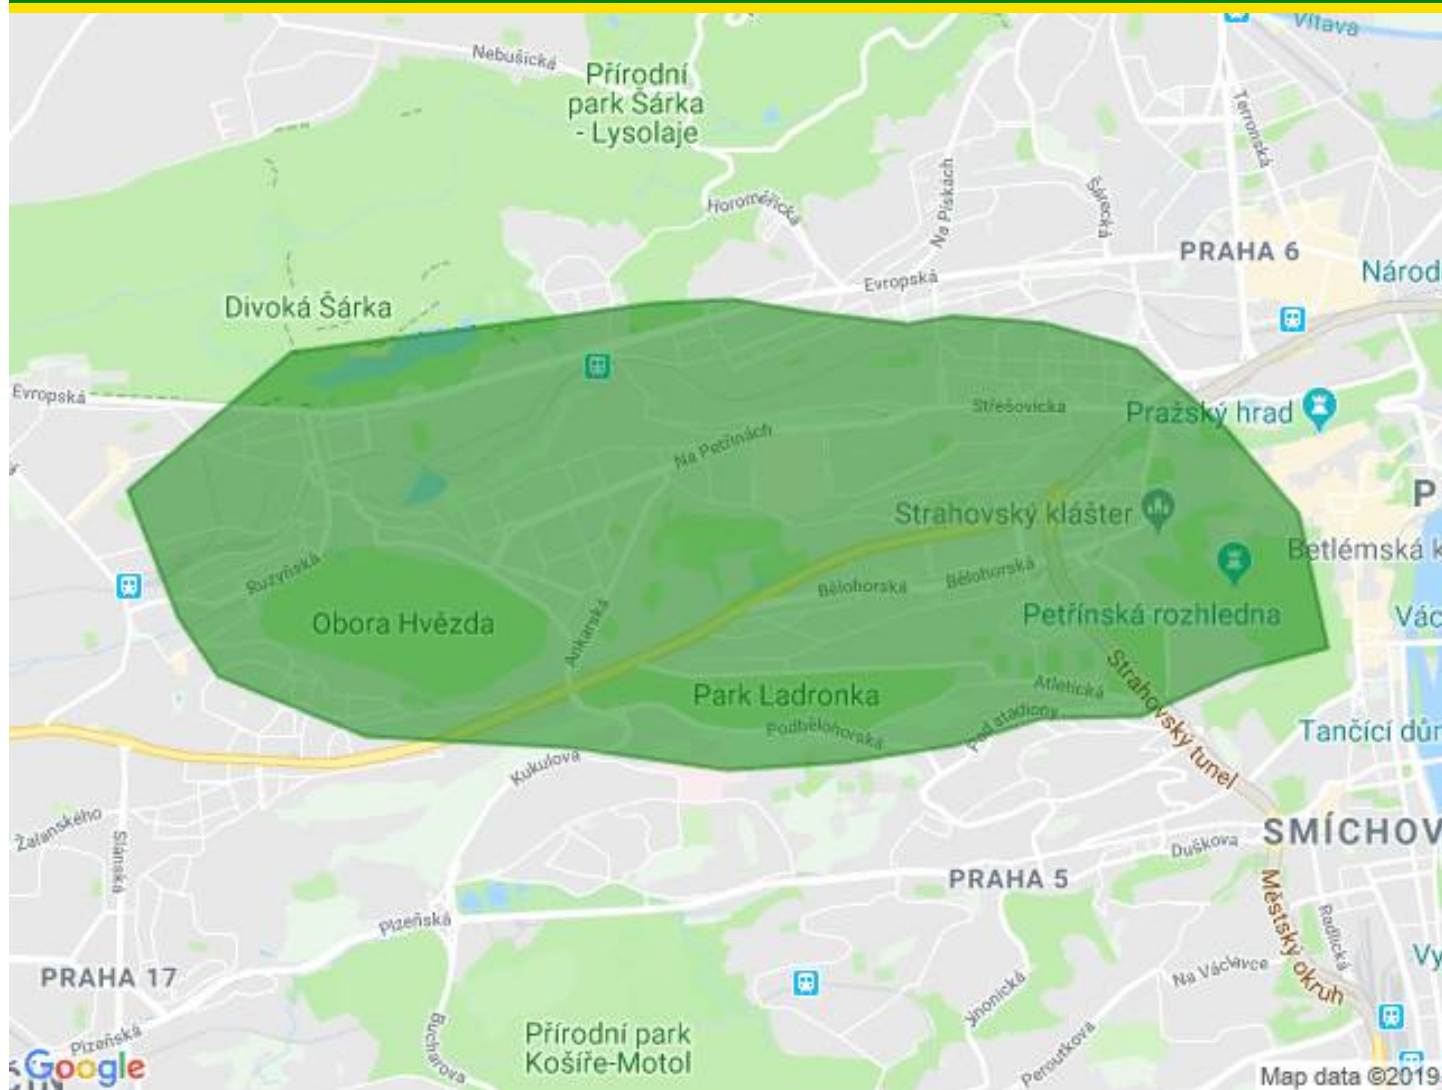 Vltava
Nebušická
Přírodní
park Šárka
- Lysolaje
Terronská
Na Pískách
Šárecká
Horoměřická
PRAHA 6
Evropská
Národ
Divoká Šárka
Evropská
Střešovická
Pražský hrad
Na Petřinách
P
Strahovský klášter
Betlémská k
Ruzyňská
Bělohorská
Bělohorská
Obora Hvězda
Petřínská rozhledna
Vác
Ankarská
Strahovský tunel
Park Ladronka
Atletická
Pod stadiony
Podbělohorská
Tančící dům
Kukulova
Žalanského
Slánská
SMÍCHOV
Duškova
PRAHA 5
Plzeňská
Městský okruh
Radlická
Vy
PRAHA 17
Na Václavce
Jinonická
Bucharova
Přírodní park
Košíře-Motol
Peroutkova
Plzeňská
Google
Map data ©2019